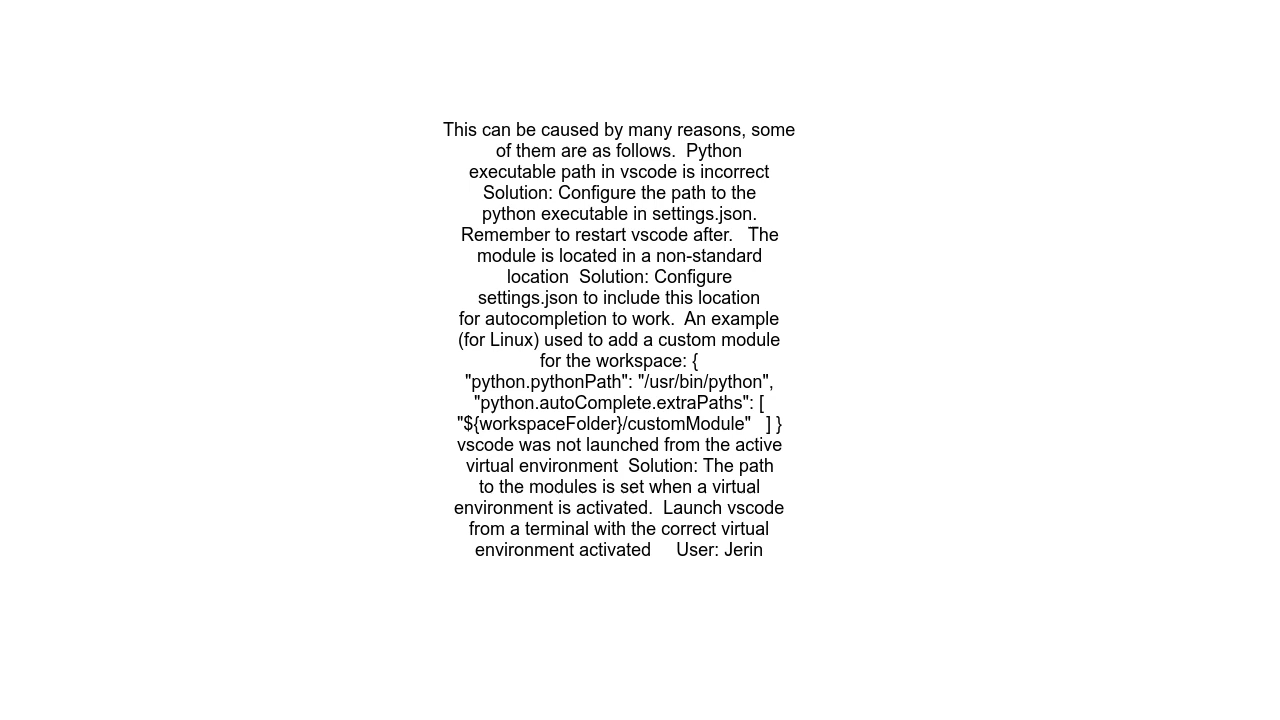 This can be caused by many reasons, some
of them are as follows.  Python
executable path in vscode is incorrect
Solution: Configure the path to the
python executable in settings.json.
Remember to restart vscode after.   The
module is located in a non-standard
location  Solution: Configure
settings.json to include this location
for autocompletion to work.  An example
(for Linux) used to add a custom module
for the workspace: {
"python.pythonPath": "/usr/bin/python",
"python.autoComplete.extraPaths": [
"${workspaceFolder}/customModule"   ] }
vscode was not launched from the active
virtual environment  Solution: The path
to the modules is set when a virtual
environment is activated.  Launch vscode
from a terminal with the correct virtual
environment activated     User: Jerin